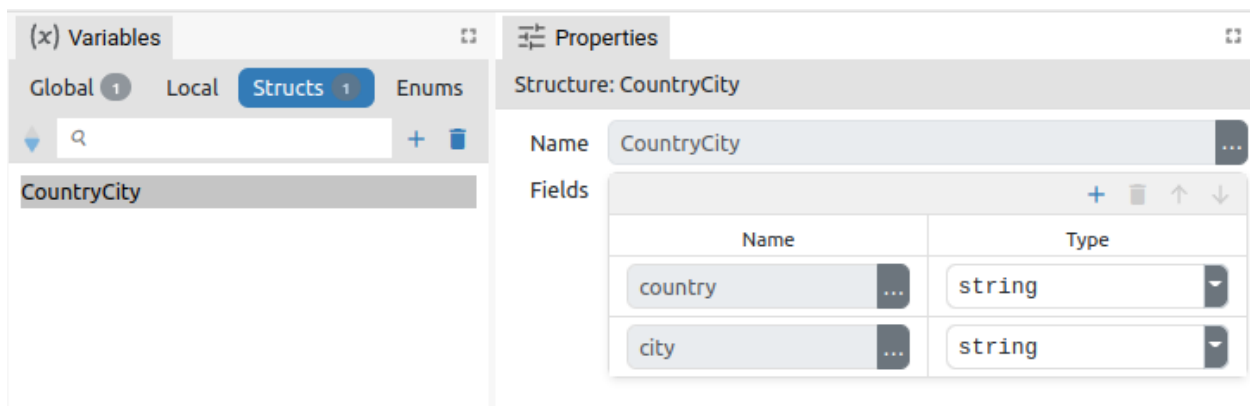 (x) Variables
Global 1 Local Structs 1 Enums
CountryCity
Properties
Structure: CountryCity
Name CountryCity ...
Fields
Name Type
country ... string
city ... string